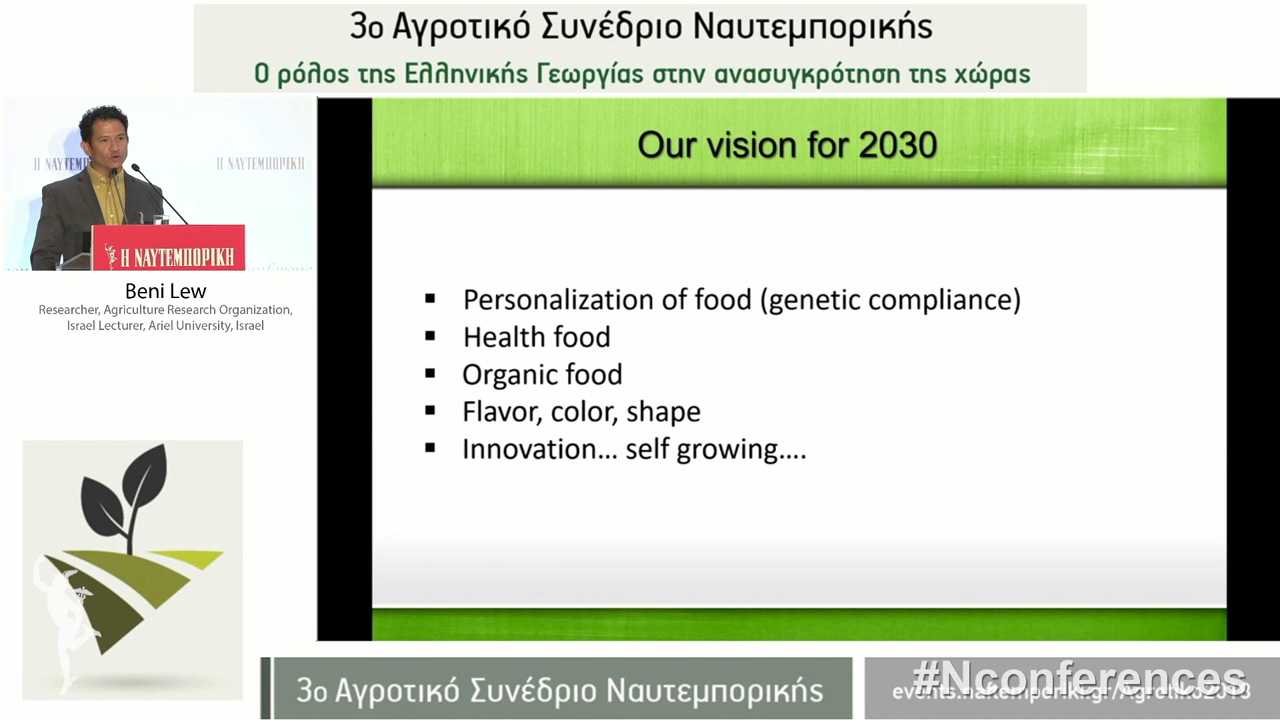 3ο Αγροτικό Συνέδριο Ναυτεμπορικής
Ο ρόλος της Ελληνικής Γεωργίας στην ανασυγκρότηση της χώρας
Η ΝΑΥΤΕΜΠΟΡΙΚΗ
Η ΝΑΥΤΕΜΠΟΡΙΚΗ
Beni Lew
Researcher, Agriculture Research Organization,
Israel Lecturer, Ariel University, Israel
Our vision for 2030
▪ Personalization of food (genetic compliance)
▪ Health food
▪ Organic food
▪ Flavor, color, shape
▪ Innovation... self growing....
3ο Αγροτικό Συνέδριο Ναυτεμπορικής
#Nconferences